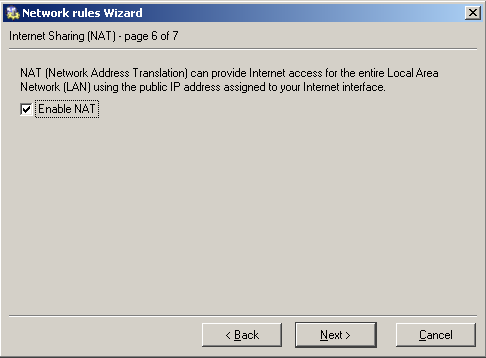 Network rules Wizard
Internet Sharing (NAT) - page 6 of 7
NAT (Network Address Translation) can provide Internet access for the entire Local Area
Network (LAN) using the public IP address assigned to your Internet interface.
Enable NAT
< Back Next > Cancel